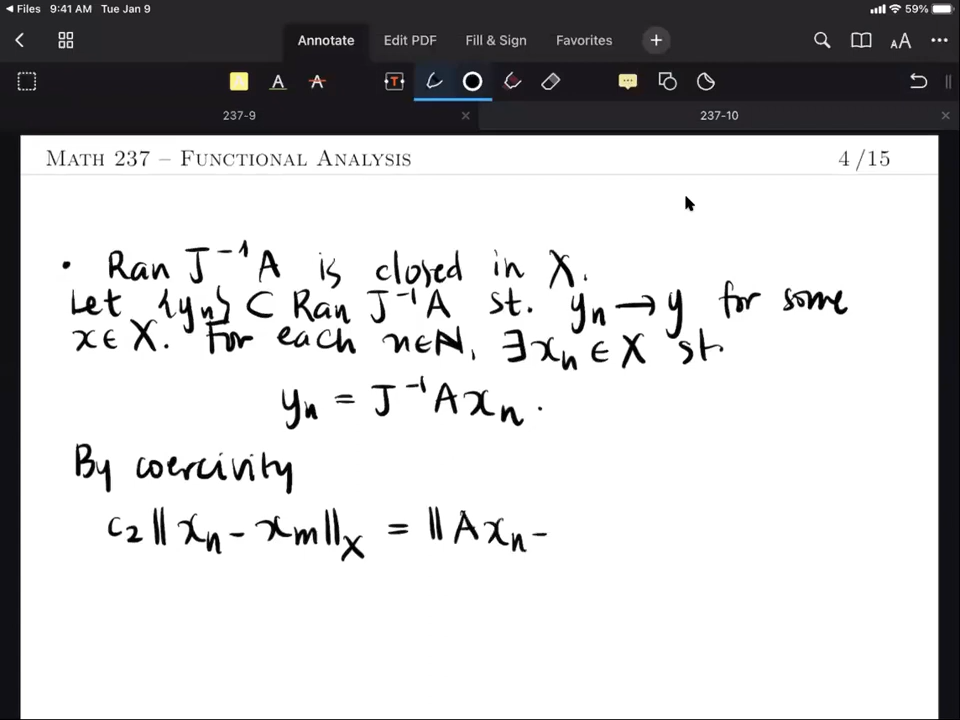 Files 9:41 AM Tue Jan 9 59%
Annotate Edit PDF Fill & Sign Favorites
237-9 237-10
MATH 237 – FUNCTIONAL ANALYSIS 4 /15
• Ran J⁻¹A is closed in X.
Let {yₙ} ⊂ Ran J⁻¹A st. yₙ → y for some
x ∈ X. For each n∈ℕ, ∃xₙ ∈ X st.
yₙ = J⁻¹Axₙ.
By coercivity
c₂‖xₙ - xₘ‖_X = ‖Axₙ -